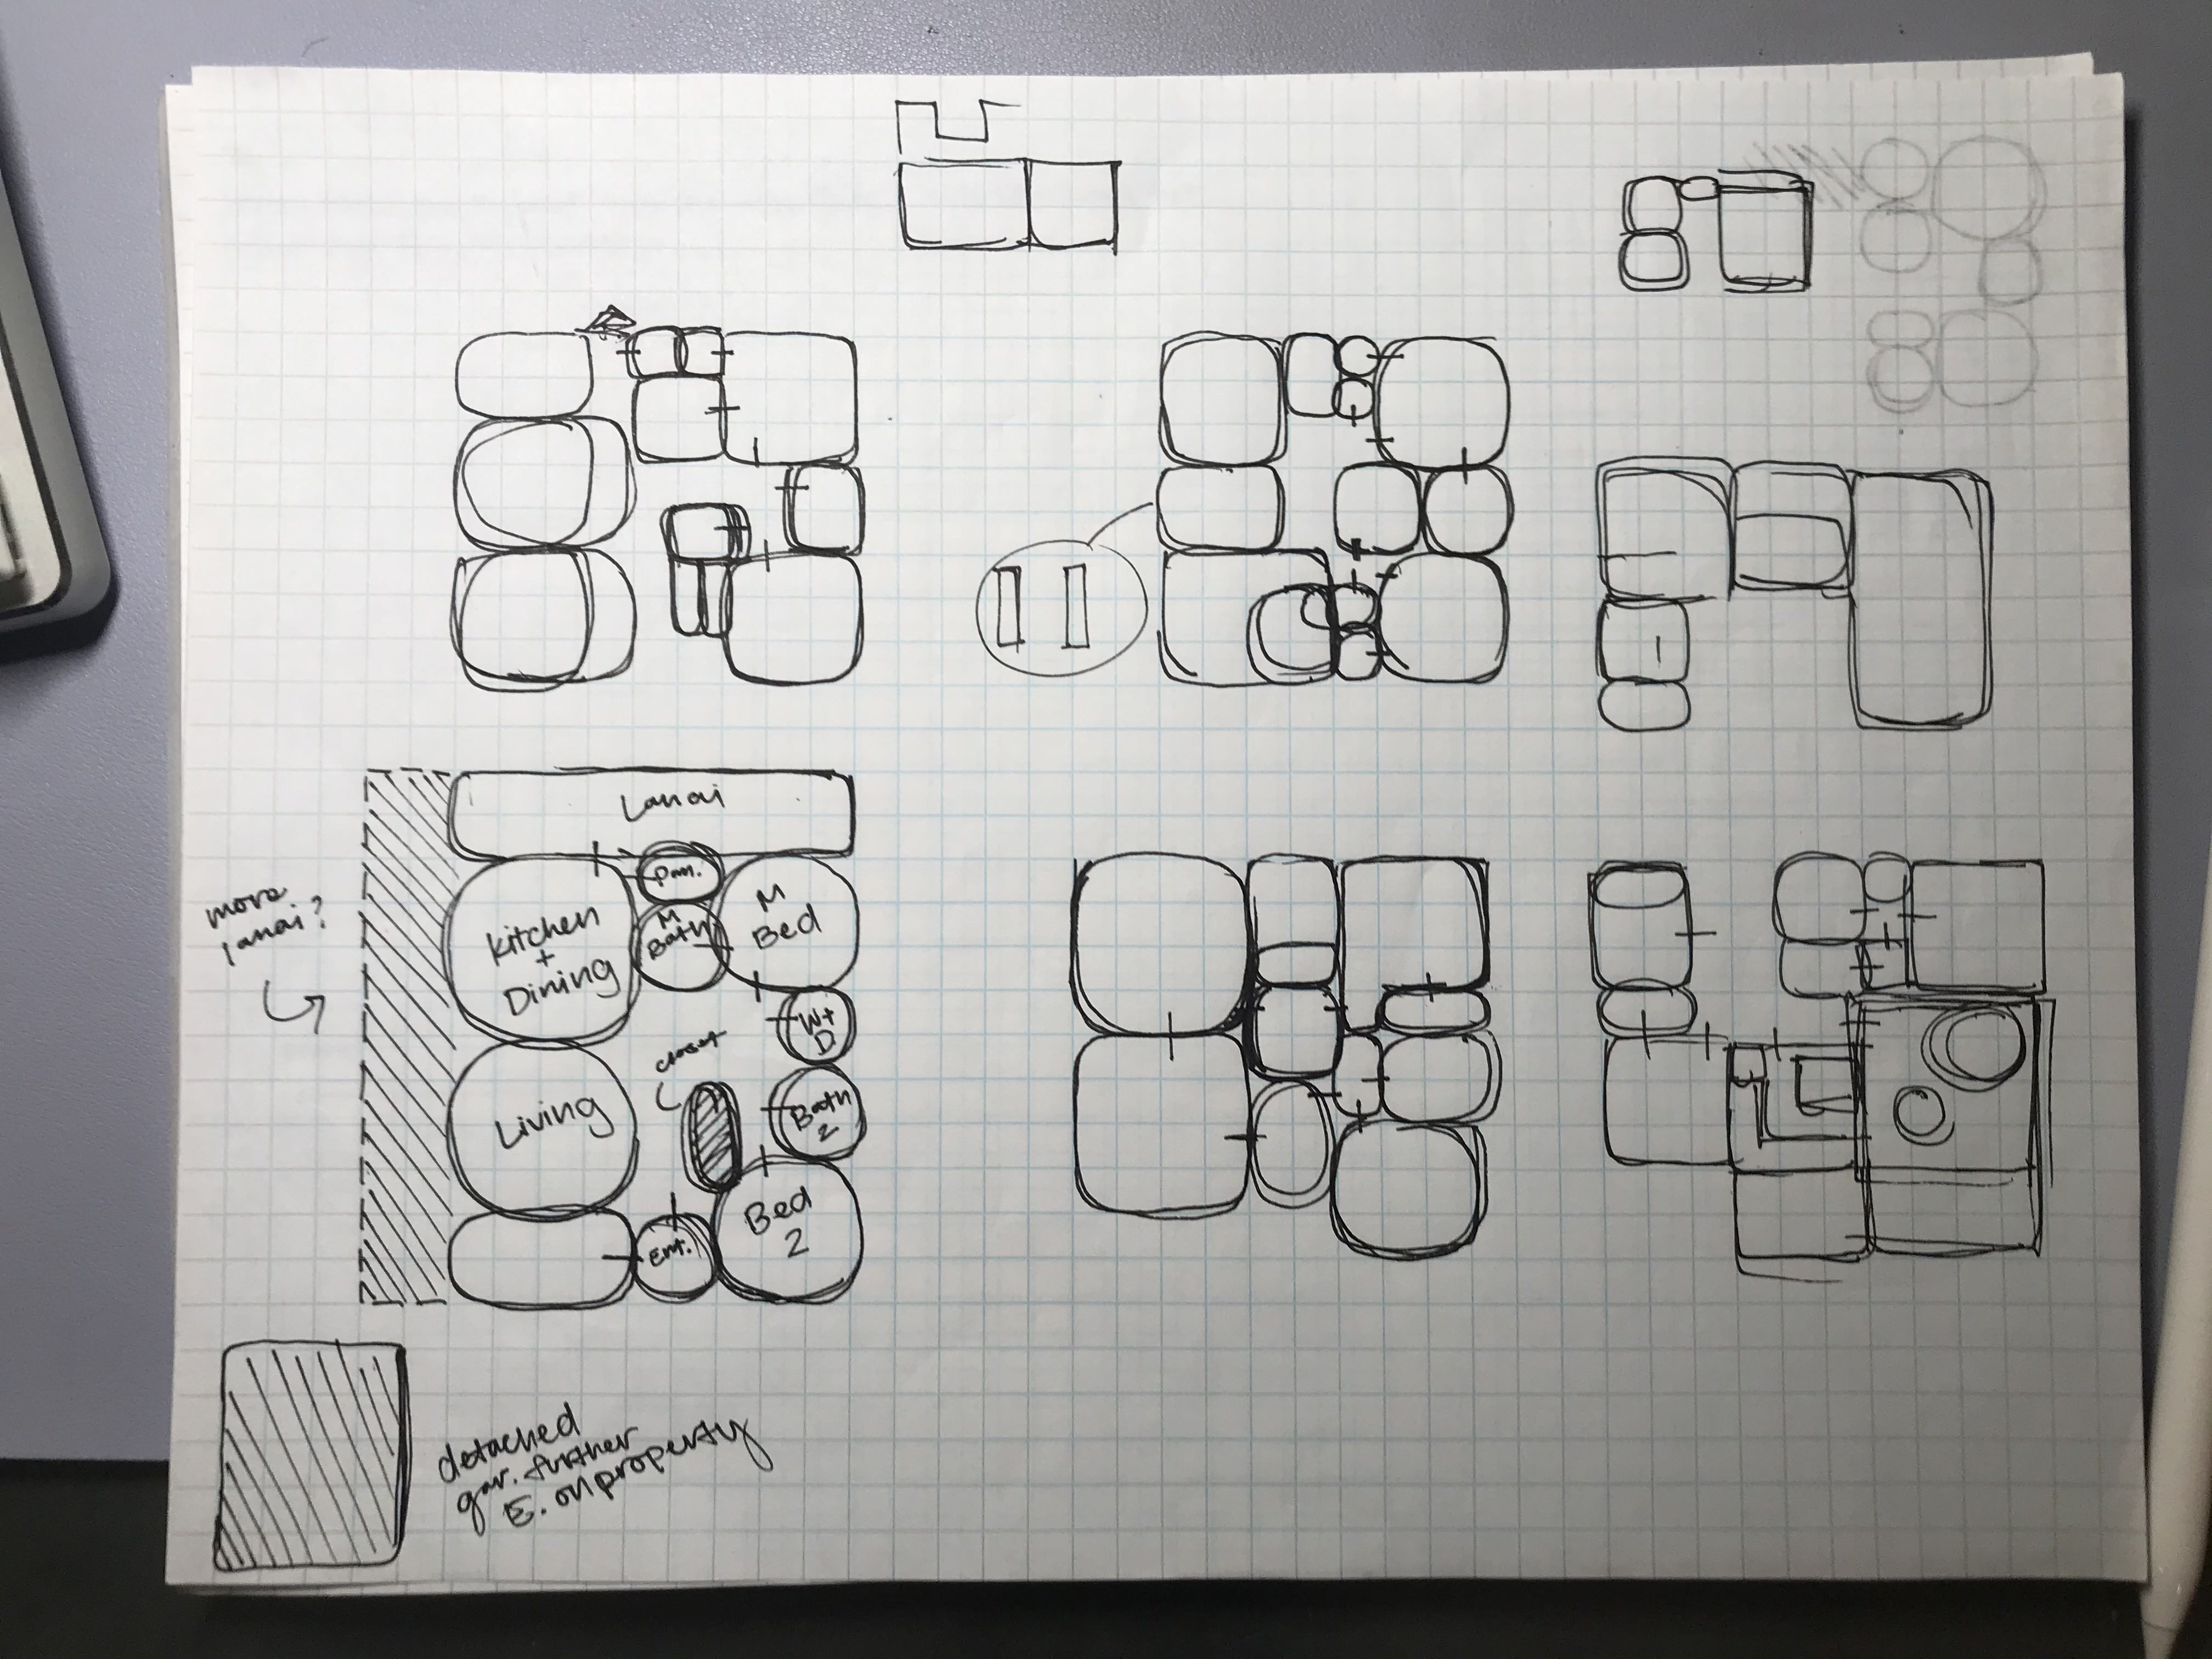 more
lanai?
detached
gar. further
E. on property
Living
Kitchen
+
Dining
Lanai
Ent.
closet
M
Bath
Pan.
Bed
2
Bath
2
W+
D
M
Bed